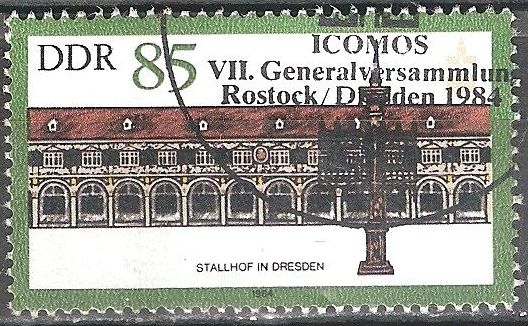 DDR 85
ICOMOS
VII. Generalversammlung
Rostock/Dresden 1984
STALLHOF IN DRESDEN
1984